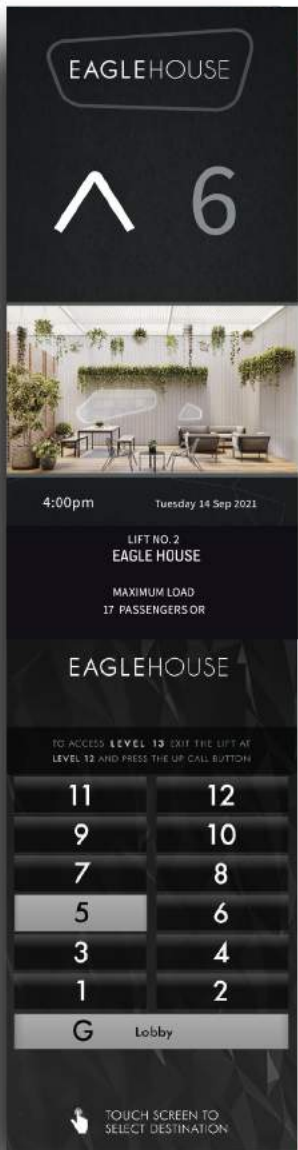 EAGLEHOUSE
6
4:00pm Tuesday 14 Sep 2021
LIFT NO. 2
EAGLE HOUSE
MAXIMUM LOAD
17 PASSENGERS OR
EAGLEHOUSE
TO ACCESS LEVEL 13 EXIT THE LIFT AT
LEVEL 12 AND PRESS THE UP CALL BUTTON
11 12
9 10
7 8
5 6
3 4
1 2
G Lobby
TOUCH SCREEN TO
SELECT DESTINATION